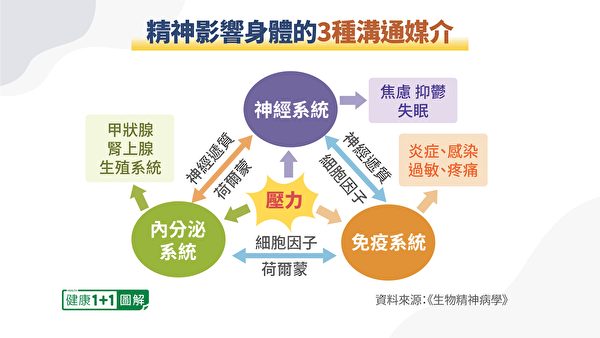 精神影響身體的3種溝通媒介
神經系統
焦慮 抑鬱
失眠
甲狀腺
腎上腺
生殖系統
神經遞質
荷爾蒙
神經遞質
細胞因子
炎症、感染
過敏、疼痛
壓力
內分泌
系統
細胞因子
荷爾蒙
免疫系統
健康1+1 圖解
資料來源：《生物精神病學》